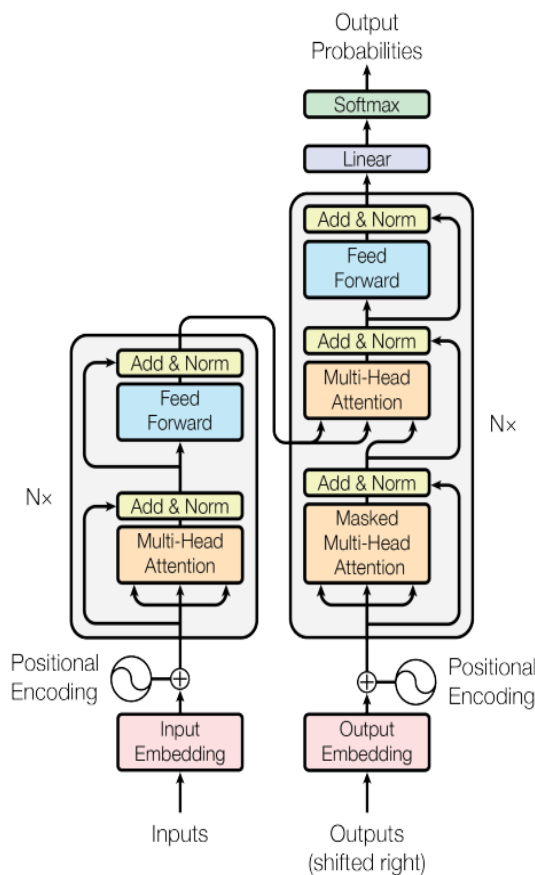 Output
Probabilities
Softmax
Linear
Add & Norm
Feed
Forward
Add & Norm
Multi-Head
Attention
Nx
Add & Norm
Masked
Multi-Head
Attention
Add & Norm
Feed
Forward
Nx
Add & Norm
Multi-Head
Attention
Positional
Encoding
Positional
Encoding
Input
Embedding
Output
Embedding
Inputs
Outputs
(shifted right)